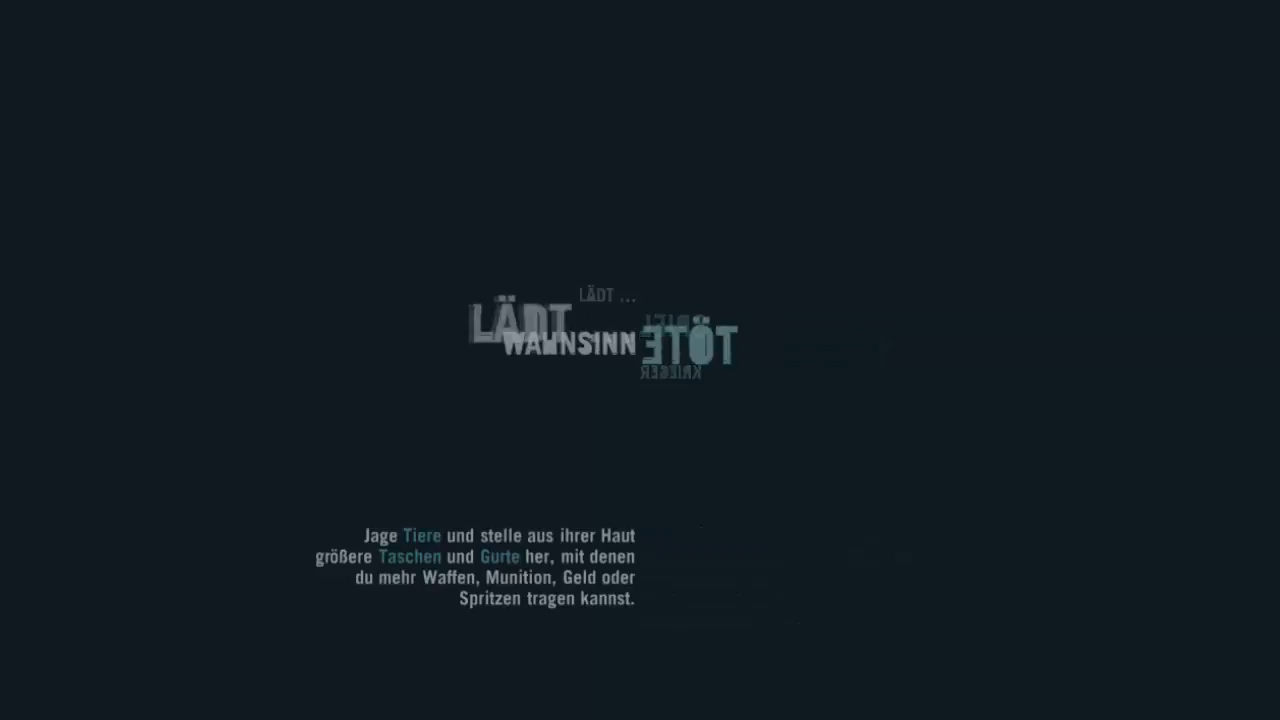 LÄDT ...
LÄDT
WAHNSINN
TÖTE
KRIEGER
Jage Tiere und stelle aus ihrer Haut
größere Taschen und Gurte her, mit denen
du mehr Waffen, Munition, Geld oder
Spritzen tragen kannst.